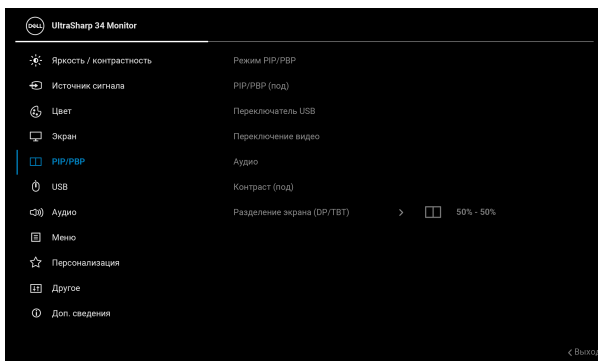 DELL UltraSharp 34 Monitor
Яркость / контрастность Режим PIP/PBP
Источник сигнала PIP/PBP (под)
Цвет Переключатель USB
Экран Переключение видео
PIP/PBP Аудио
USB Контраст (под)
Аудио Разделение экрана (DP/TBT) > 50% - 50%
Меню
Персонализация
Другое
Доп. сведения
Выход